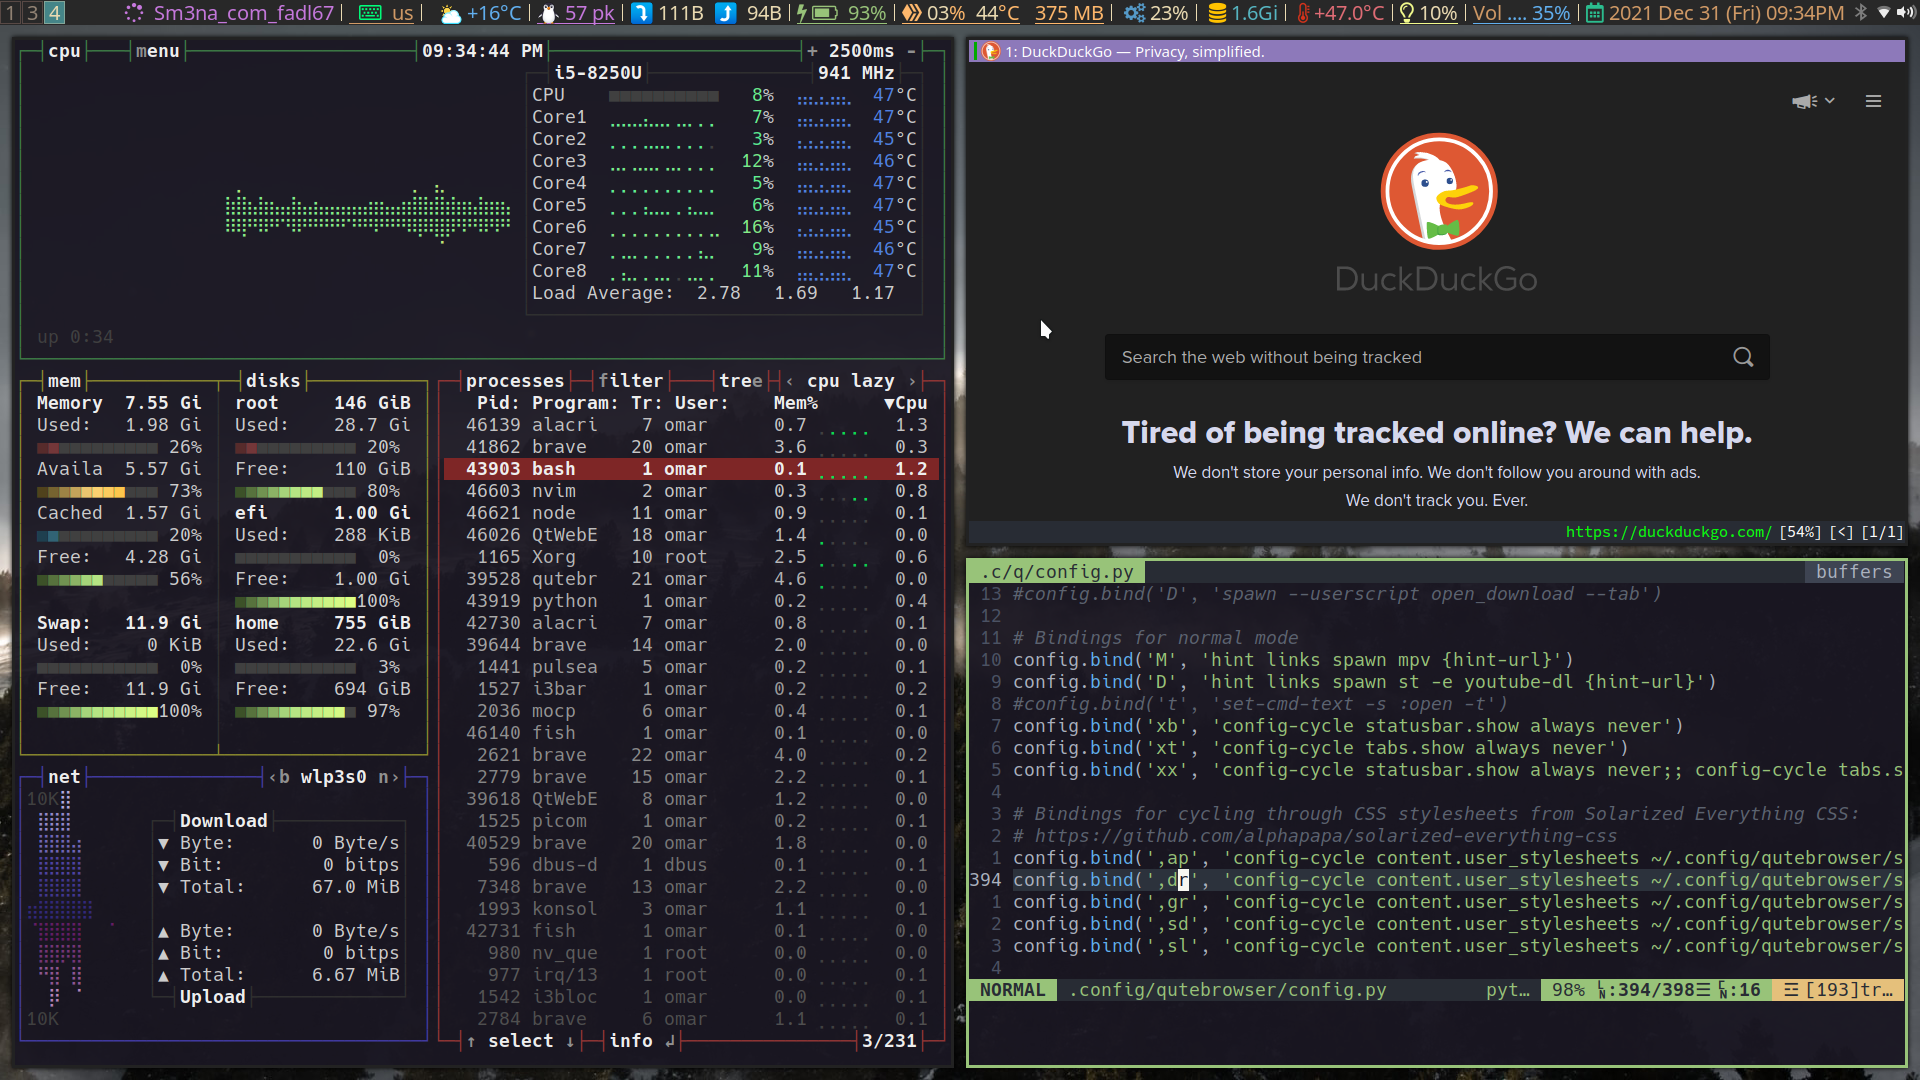 1 3 4 Sm3na_com_fadl67 | us | +16°C | 57 pk | 111B 94B | 93% | 03% 44°C 375 MB | 23% | 1.6Gi | +47.0°C | 10% | Vol .... 35% | 2021 Dec 31 (Fri) 09:34PM
cpu menu 09:34:44 PM + 2500ms -
i5-8250U 941 MHz
CPU 8% 47°C
Core1 7% 47°C
Core2 3% 45°C
Core3 12% 46°C
Core4 5% 47°C
Core5 6% 47°C
Core6 16% 45°C
Core7 9% 46°C
Core8 11% 47°C
Load Average: 2.78 1.69 1.17
up 0:34
mem disks
Memory 7.55 Gi root 146 GiB
Used: 1.98 Gi Used: 28.7 Gi
26% 20%
Availa 5.57 Gi Free: 110 GiB
73% 80%
Cached 1.57 Gi efi 1.00 Gi
20% Used: 288 KiB
Free: 4.28 Gi 0%
56% Free: 1.00 Gi
100%
Swap: 11.9 Gi home 755 GiB
Used: 0 KiB Used: 22.6 Gi
0% 3%
Free: 11.9 Gi Free: 694 GiB
100% 97%
net ‹b wlp3s0 n›
10K
Download
▼ Byte: 0 Byte/s
▼ Bit: 0 bitps
▼ Total: 67.0 MiB
▲ Byte: 0 Byte/s
▲ Bit: 0 bitps
▲ Total: 6.67 MiB
Upload
10K
processes filter tree ‹ cpu lazy ›
Pid: Program: Tr: User: Mem% ▼Cpu
46139 alacri 7 omar 0.7 1.3
41862 brave 20 omar 3.6 0.3
43903 bash 1 omar 0.1 1.2
46603 nvim 2 omar 0.3 0.8
46621 node 11 omar 0.9 0.1
46026 QtWebE 18 omar 1.4 0.0
1165 Xorg 10 root 2.5 0.6
39528 qutebr 21 omar 4.6 0.0
43919 python 1 omar 0.2 0.4
42730 alacri 7 omar 0.8 0.1
39644 brave 14 omar 2.0 0.0
1441 pulsea 5 omar 0.2 0.1
1527 i3bar 1 omar 0.2 0.2
2036 mocp 6 omar 0.4 0.1
46140 fish 1 omar 0.1 0.0
2621 brave 22 omar 4.0 0.2
2779 brave 15 omar 2.2 0.1
39618 QtWebE 8 omar 1.2 0.0
1525 picom 1 omar 0.2 0.1
40529 brave 20 omar 1.8 0.0
596 dbus-d 1 dbus 0.1 0.1
7348 brave 13 omar 2.2 0.0
1993 konsol 3 omar 1.1 0.1
42731 fish 1 omar 0.1 0.0
980 nv_que 1 root 0.0 0.0
977 irq/13 1 root 0.0 0.1
1542 i3bloc 1 omar 0.0 0.1
2784 brave 6 omar 1.1 0.1
↑ select ↓ info ↲ 3/231
1: DuckDuckGo — Privacy, simplified.
DuckDuckGo
Search the web without being tracked
Tired of being tracked online? We can help.
We don't store your personal info. We don't follow you around with ads.
We don't track you. Ever.
https://duckduckgo.com/ [54%] [<] [1/1]
.c/q/config.py buffers
13 #config.bind('D', 'spawn --userscript open_download --tab')
12
11 # Bindings for normal mode
10 config.bind('M', 'hint links spawn mpv {hint-url}')
9 config.bind('D', 'hint links spawn st -e youtube-dl {hint-url}')
8 #config.bind('t', 'set-cmd-text -s :open -t')
7 config.bind('xb', 'config-cycle statusbar.show always never')
6 config.bind('xt', 'config-cycle tabs.show always never')
5 config.bind('xx', 'config-cycle statusbar.show always never;; config-cycle tabs.s
4
3 # Bindings for cycling through CSS stylesheets from Solarized Everything CSS:
2 # https://github.com/alphapapa/solarized-everything-css
1 config.bind(',ap', 'config-cycle content.user_stylesheets ~/.config/qutebrowser/s
394 config.bind(',dr', 'config-cycle content.user_stylesheets ~/.config/qutebrowser/s
1 config.bind(',gr', 'config-cycle content.user_stylesheets ~/.config/qutebrowser/s
2 config.bind(',sd', 'config-cycle content.user_stylesheets ~/.config/qutebrowser/s
3 config.bind(',sl', 'config-cycle content.user_stylesheets ~/.config/qutebrowser/s
4
NORMAL .config/qutebrowser/config.py pyt… 98% LN:394/398☰ CN:16 ☲ [193]tr…